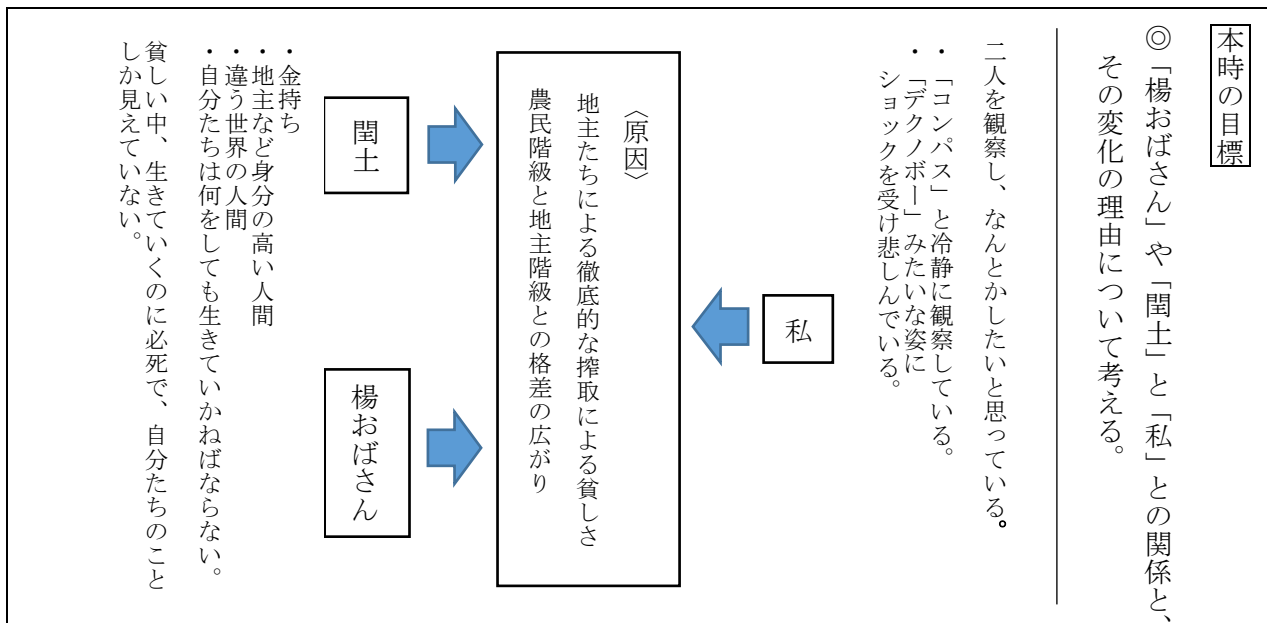 本時の目標
◎「楊おばさん」や「閏土」と「私」との関係と、
その変化の理由について考える。
二人を観察し、なんとかしたいと思っている。
・「コンパス」と冷静に観察している。
・「デクノボー」みたいな姿に
ショックを受け悲しんでいる。
私
〈原因〉
地主たちによる徹底的な搾取による貧しさ
農民階級と地主階級との格差の広がり
閏土
楊おばさん
・金持ち
・地主など身分の高い人間
・違う世界の人間
・自分たちは何をしても生きていかねばならない。
貧しい中、生きていくのに必死で、自分たちのこと
しか見えていない。